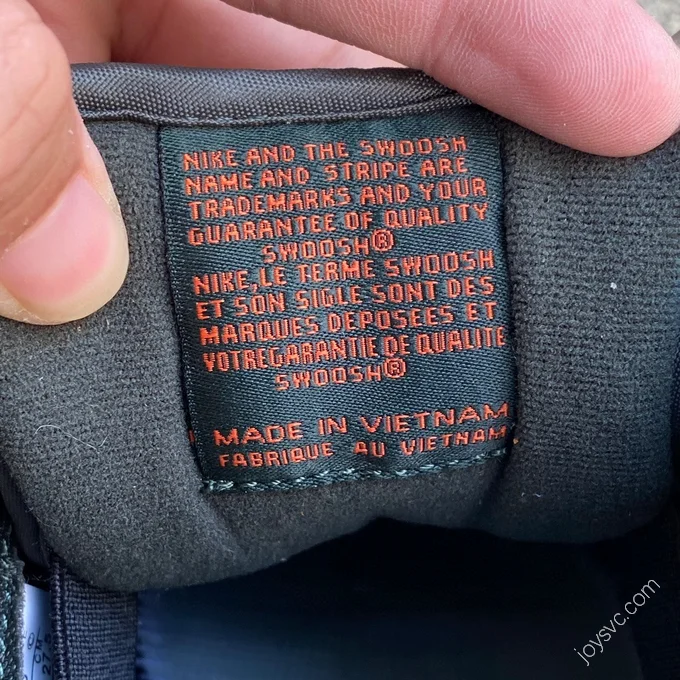 NIKE AND THE SWOOSH
NAME AND STRIPE ARE
TRADEMARKS AND YOUR
GUARANTEE OF QUALITY
SWOOSH®
NIKE, LE TERME SWOOSH
ET SON SIGLE SONT DES
MARQUES DEPOSEES ET
VOTRE GARANTIE DE QUALITE
SWOOSH®
MADE IN VIETNAM
FABRIQUE AU VIETNAM
joysvc.com